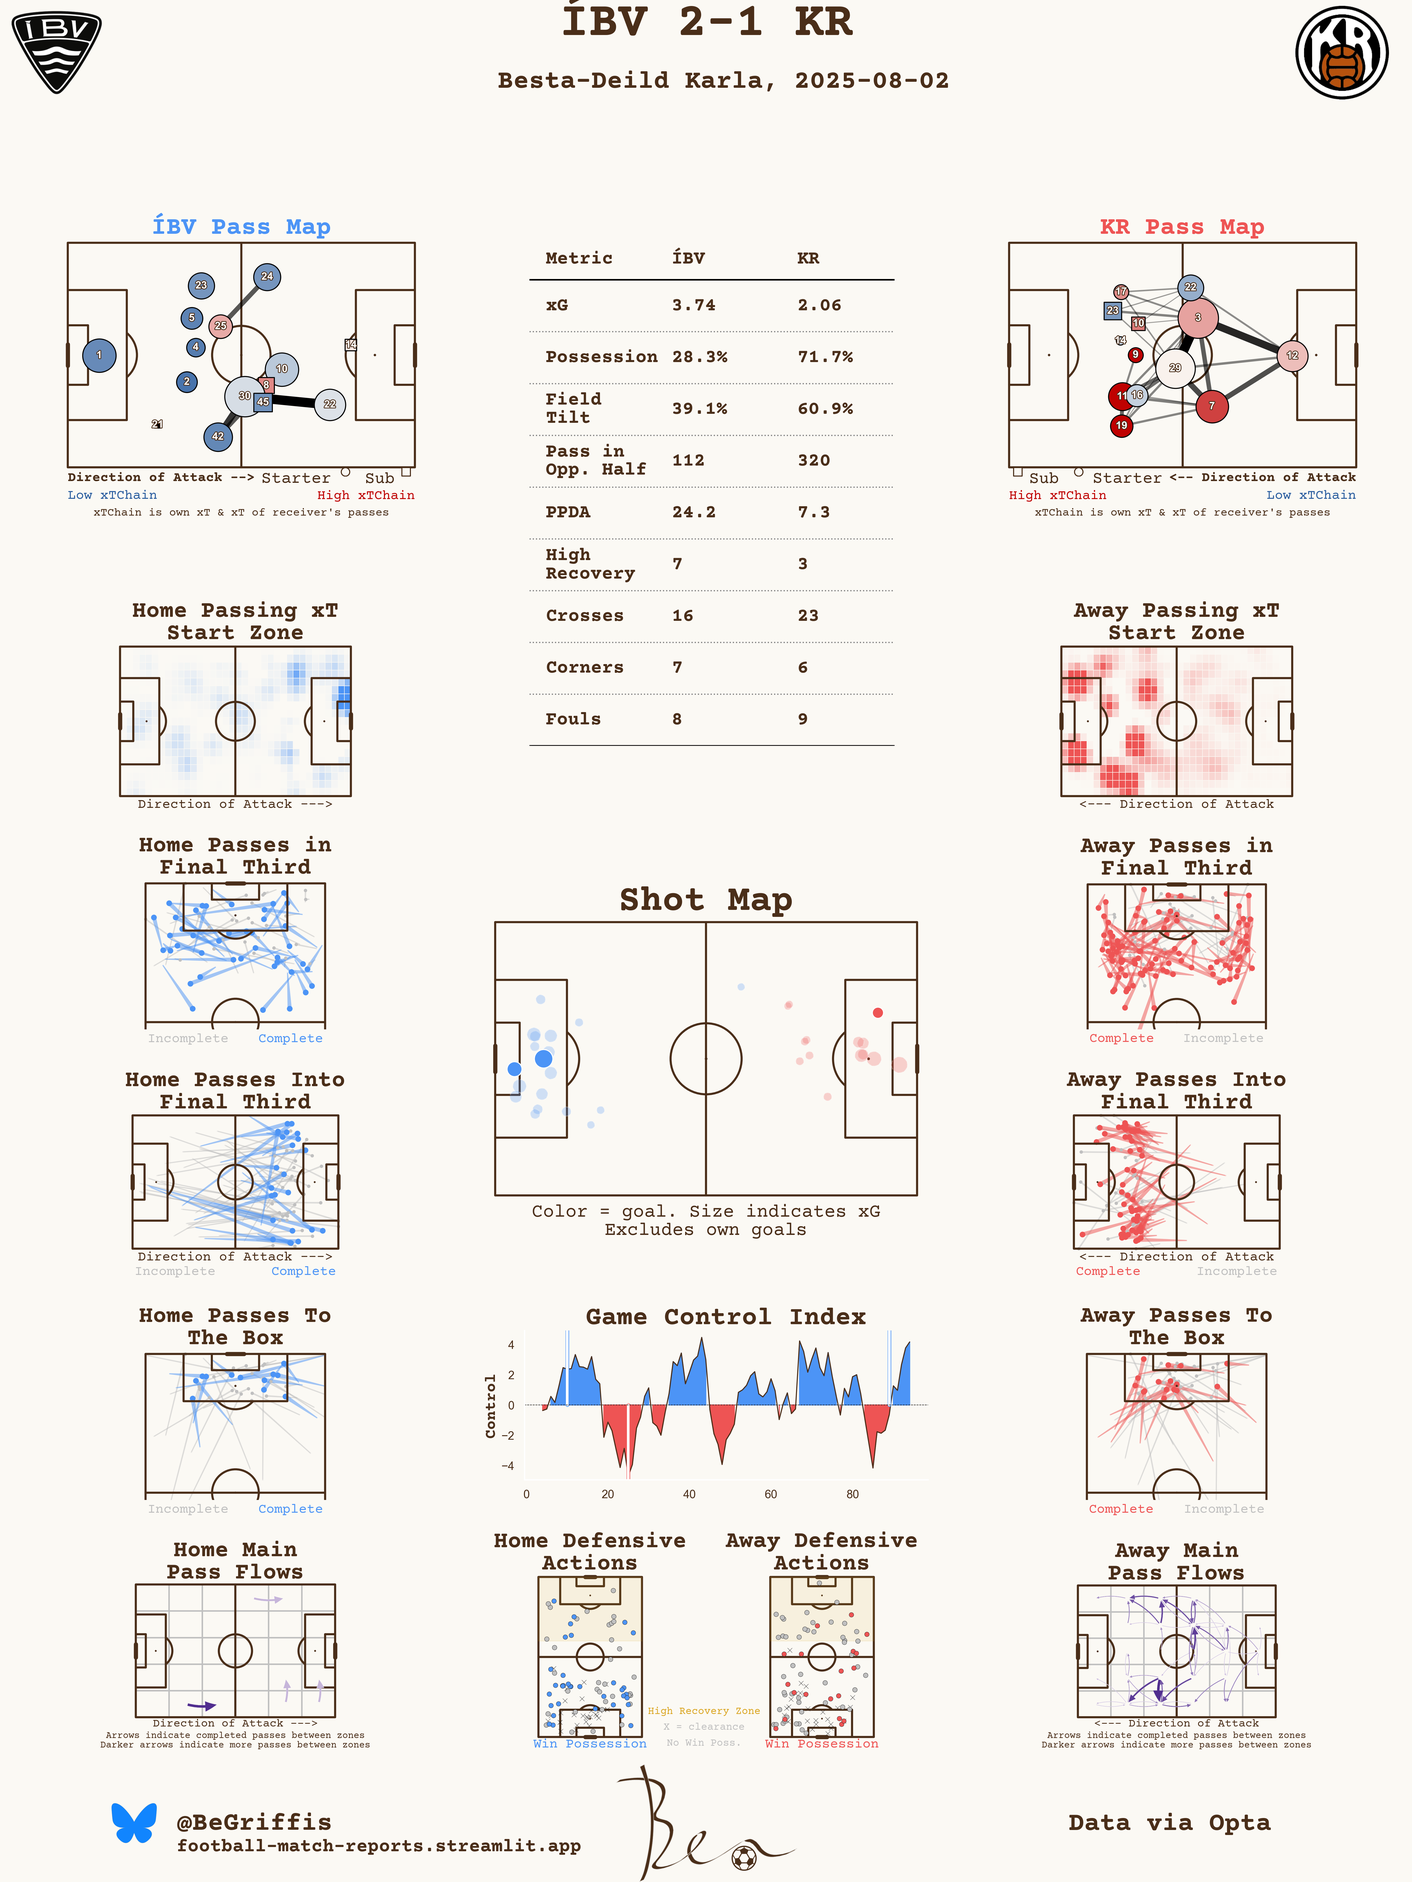 ÍBV 2-1 KR
Besta-Deild Karla, 2025-08-02
ÍBV
KR
ÍBV Pass Map
23
24
5
25
4
1
10
14
2
8
30
45
22
21
42
Direction of Attack --> Starter Sub
Low xTChain High xTChain
xTChain is own xT & xT of receiver's passes
Metric ÍBV KR
xG 3.74 2.06
Possession 28.3% 71.7%
Field
Tilt 39.1% 60.9%
Pass in
Opp. Half 112 320
PPDA 24.2 7.3
High
Recovery 7 3
Crosses 16 23
Corners 7 6
Fouls 8 9
KR Pass Map
17
22
23
10
3
14
9
12
29
11
16
7
19
Sub Starter <-- Direction of Attack
High xTChain Low xTChain
xTChain is own xT & xT of receiver's passes
Home Passing xT
Start Zone
Direction of Attack --->
Away Passing xT
Start Zone
<--- Direction of Attack
Home Passes in
Final Third
Incomplete Complete
Away Passes in
Final Third
Complete Incomplete
Shot Map
Color = goal. Size indicates xG
Excludes own goals
Home Passes Into
Final Third
Direction of Attack --->
Incomplete Complete
Away Passes Into
Final Third
<--- Direction of Attack
Complete Incomplete
Home Passes To
The Box
Incomplete Complete
Game Control Index
Control
4
2
0
−2
−4
0 20 40 60 80
Away Passes To
The Box
Complete Incomplete
Home Main
Pass Flows
Direction of Attack --->
Arrows indicate completed passes between zones
Darker arrows indicate more passes between zones
Home Defensive
Actions
Win Possession
Away Defensive
Actions
Win Possession
High Recovery Zone
X = clearance
No Win Poss.
Away Main
Pass Flows
<--- Direction of Attack
Arrows indicate completed passes between zones
Darker arrows indicate more passes between zones
@BeGriffis
football-match-reports.streamlit.app
Ben
Data via Opta